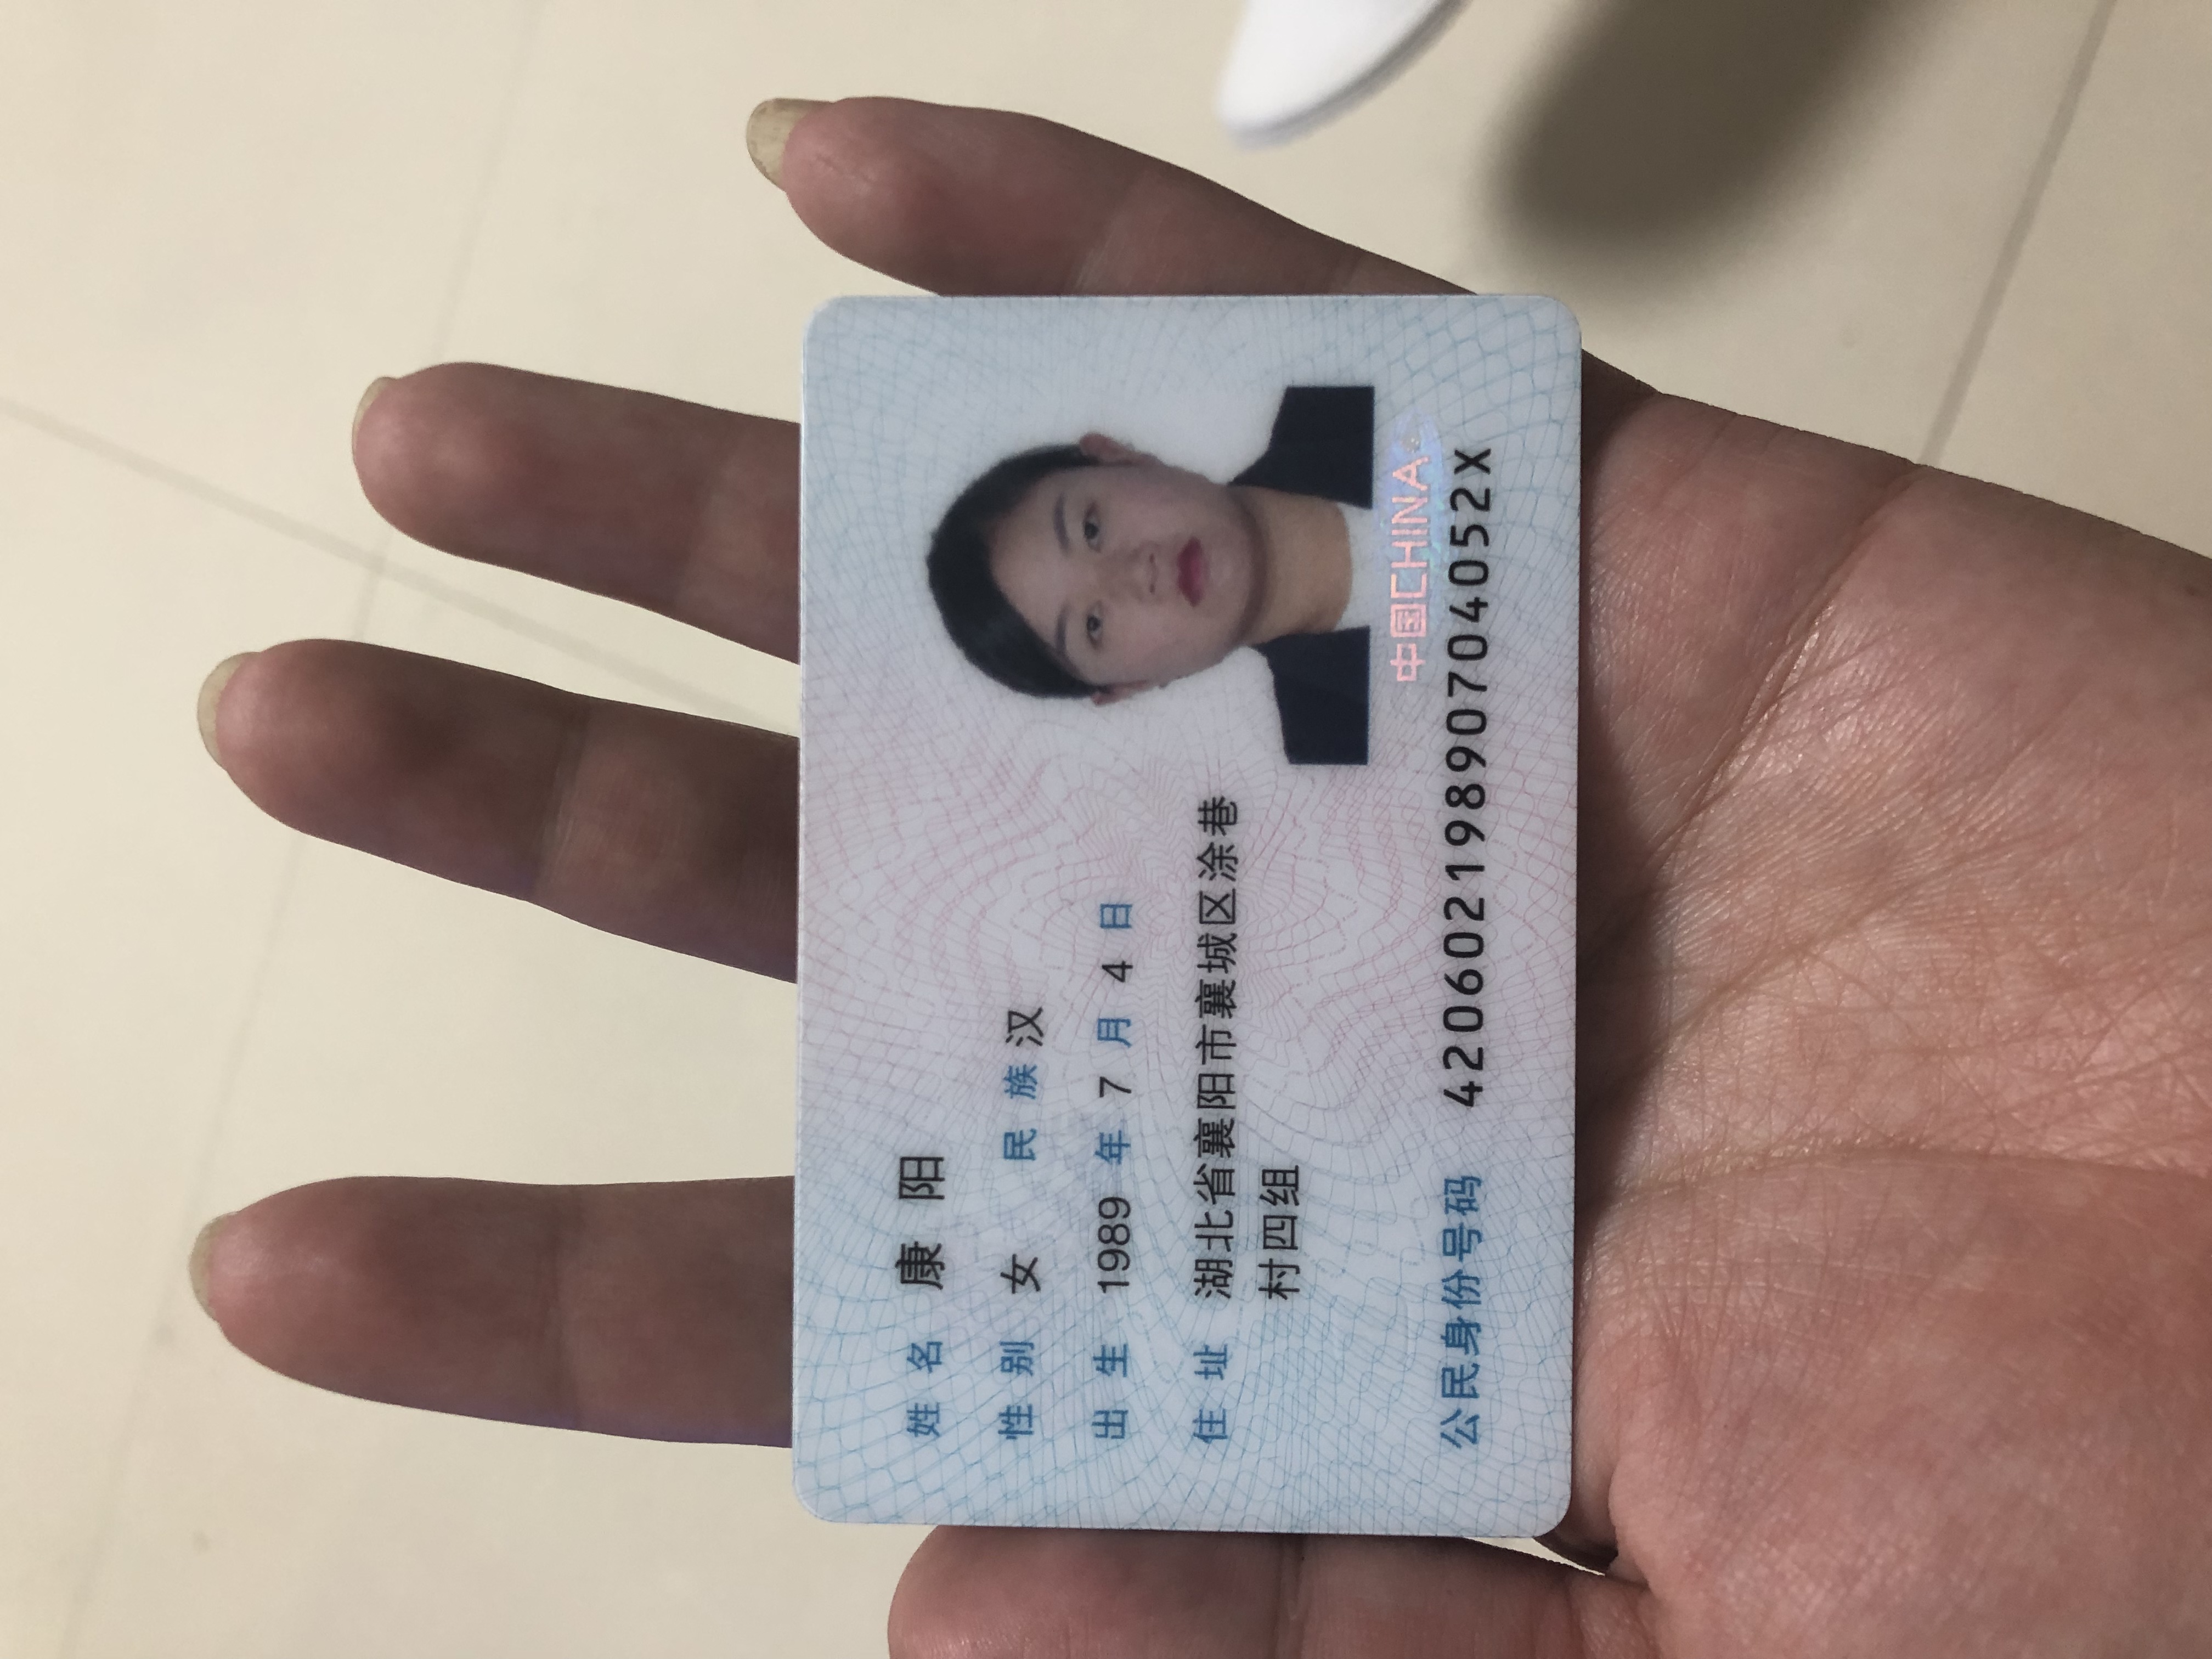 姓名 康阳
性别 女 民族 汉
出生 1989 年 7 月 4 日
住址 湖北省襄阳市襄城区涂巷
村四组
中国CHINA
公民身份号码 42060219890704052X